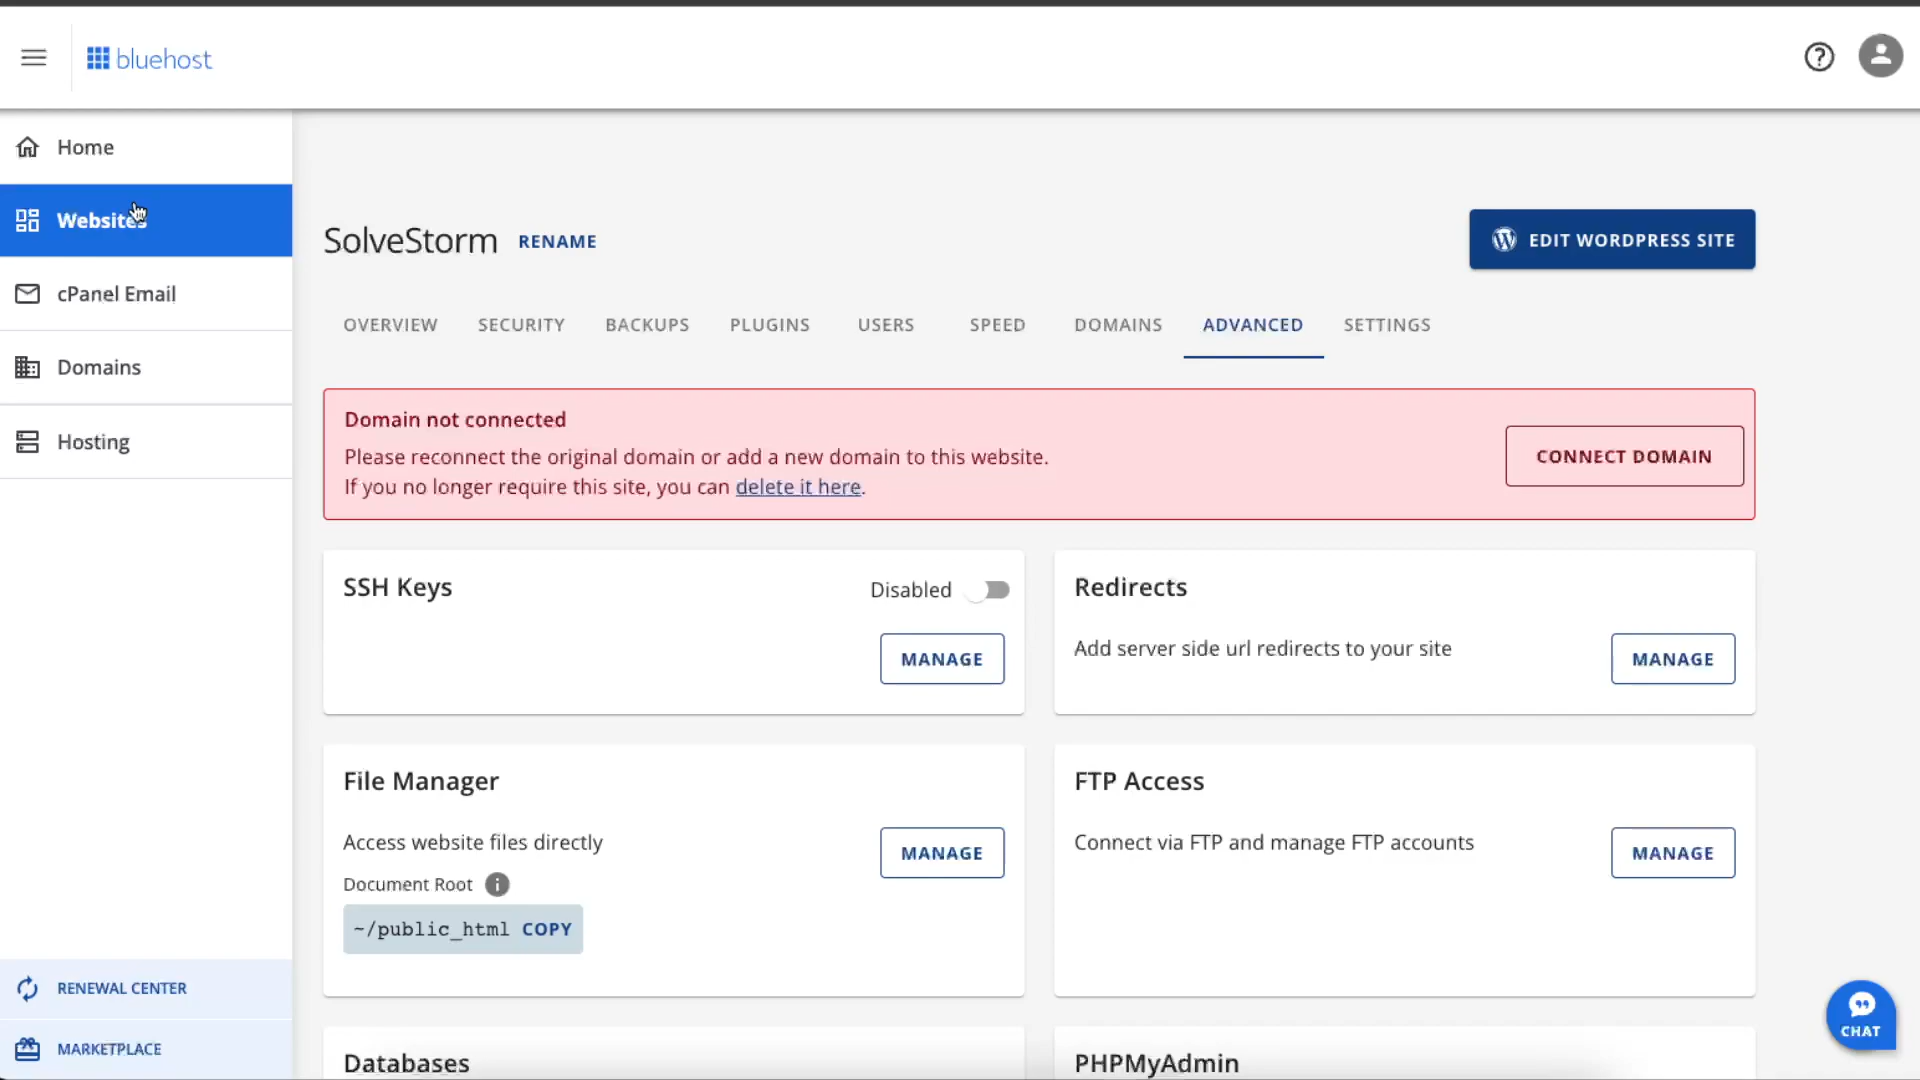 bluehost
Home
Websites
cPanel Email
Domains
Hosting
RENEWAL CENTER
MARKETPLACE
SolveStorm RENAME
EDIT WORDPRESS SITE
OVERVIEW SECURITY BACKUPS PLUGINS USERS SPEED DOMAINS ADVANCED SETTINGS
Domain not connected
Please reconnect the original domain or add a new domain to this website.
If you no longer require this site, you can delete it here.
CONNECT DOMAIN
SSH Keys
Disabled
MANAGE
Redirects
Add server side url redirects to your site
MANAGE
File Manager
Access website files directly
MANAGE
Document Root
~/public_html COPY
FTP Access
Connect via FTP and manage FTP accounts
MANAGE
Databases
PHPMyAdmin
CHAT